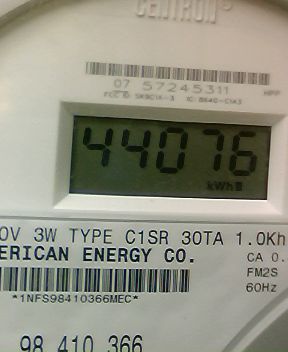 CENTRON®
07 57245311
44076
kWh
0V 3W TYPE C1SR 30TA 1.0Kh
ERICAN ENERGY CO.
CA 0.
FM2S
*1NFS98410366MEC*
60Hz
98 410 366